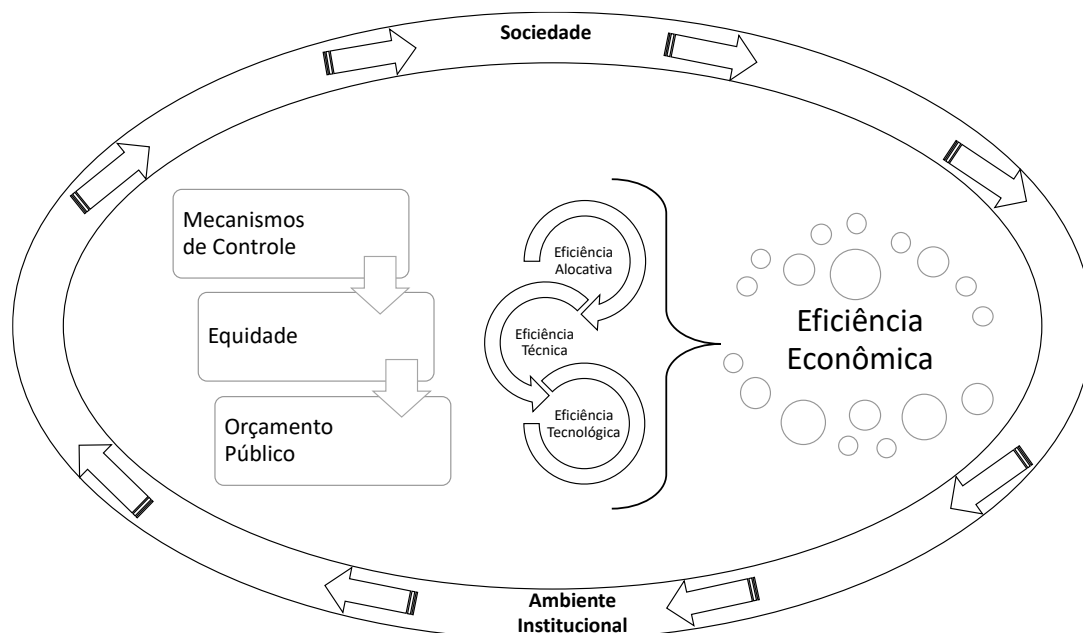 Sociedade
Mecanismos
de Controle
Equidade
Orçamento
Público
Eficiência
Alocativa
Eficiência
Técnica
Eficiência
Tecnológica
Eficiência
Econômica
Ambiente
Institucional